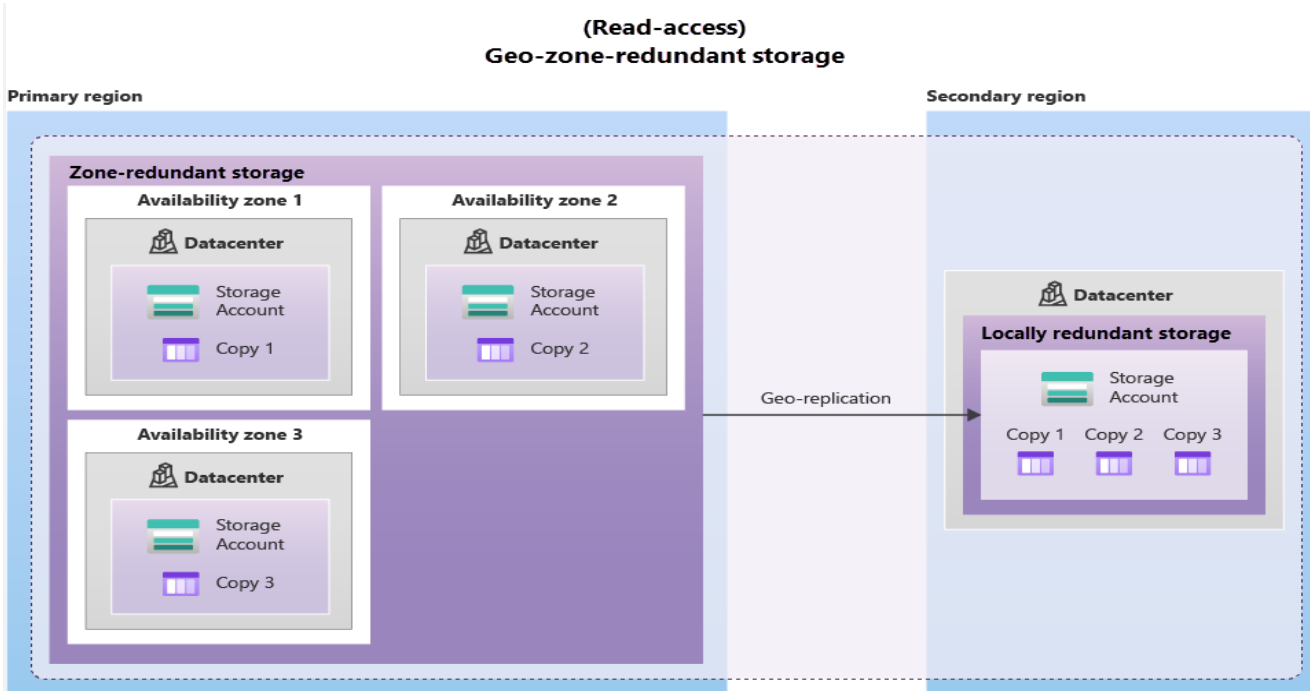 (Read-access)
Geo-zone-redundant storage
Primary region
Secondary region
Zone-redundant storage
Availability zone 1
Datacenter
Storage
Account
Copy 1
Availability zone 2
Datacenter
Storage
Account
Copy 2
Availability zone 3
Datacenter
Storage
Account
Copy 3
Geo-replication
Datacenter
Locally redundant storage
Storage
Account
Copy 1 Copy 2 Copy 3